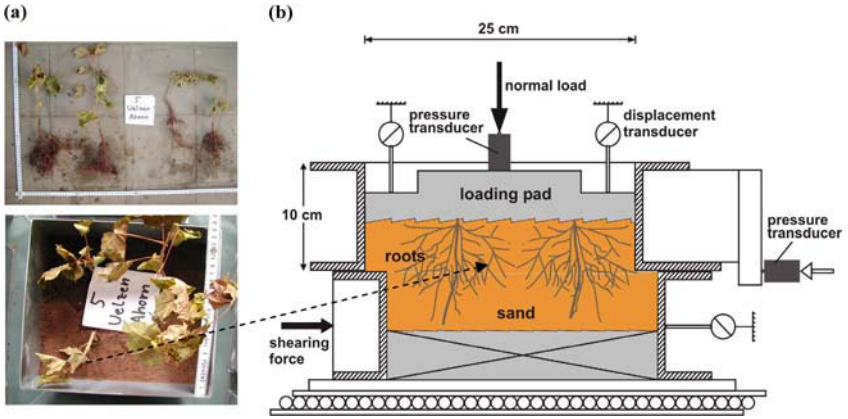 (a)
(b)
25 cm
normal load
pressure
transducer
displacement
transducer
5
Uelzen
Ahorn
loading pad
10 cm
roots
pressure
transducer
5
Uelzen
Ahorn
sand
shearing
force